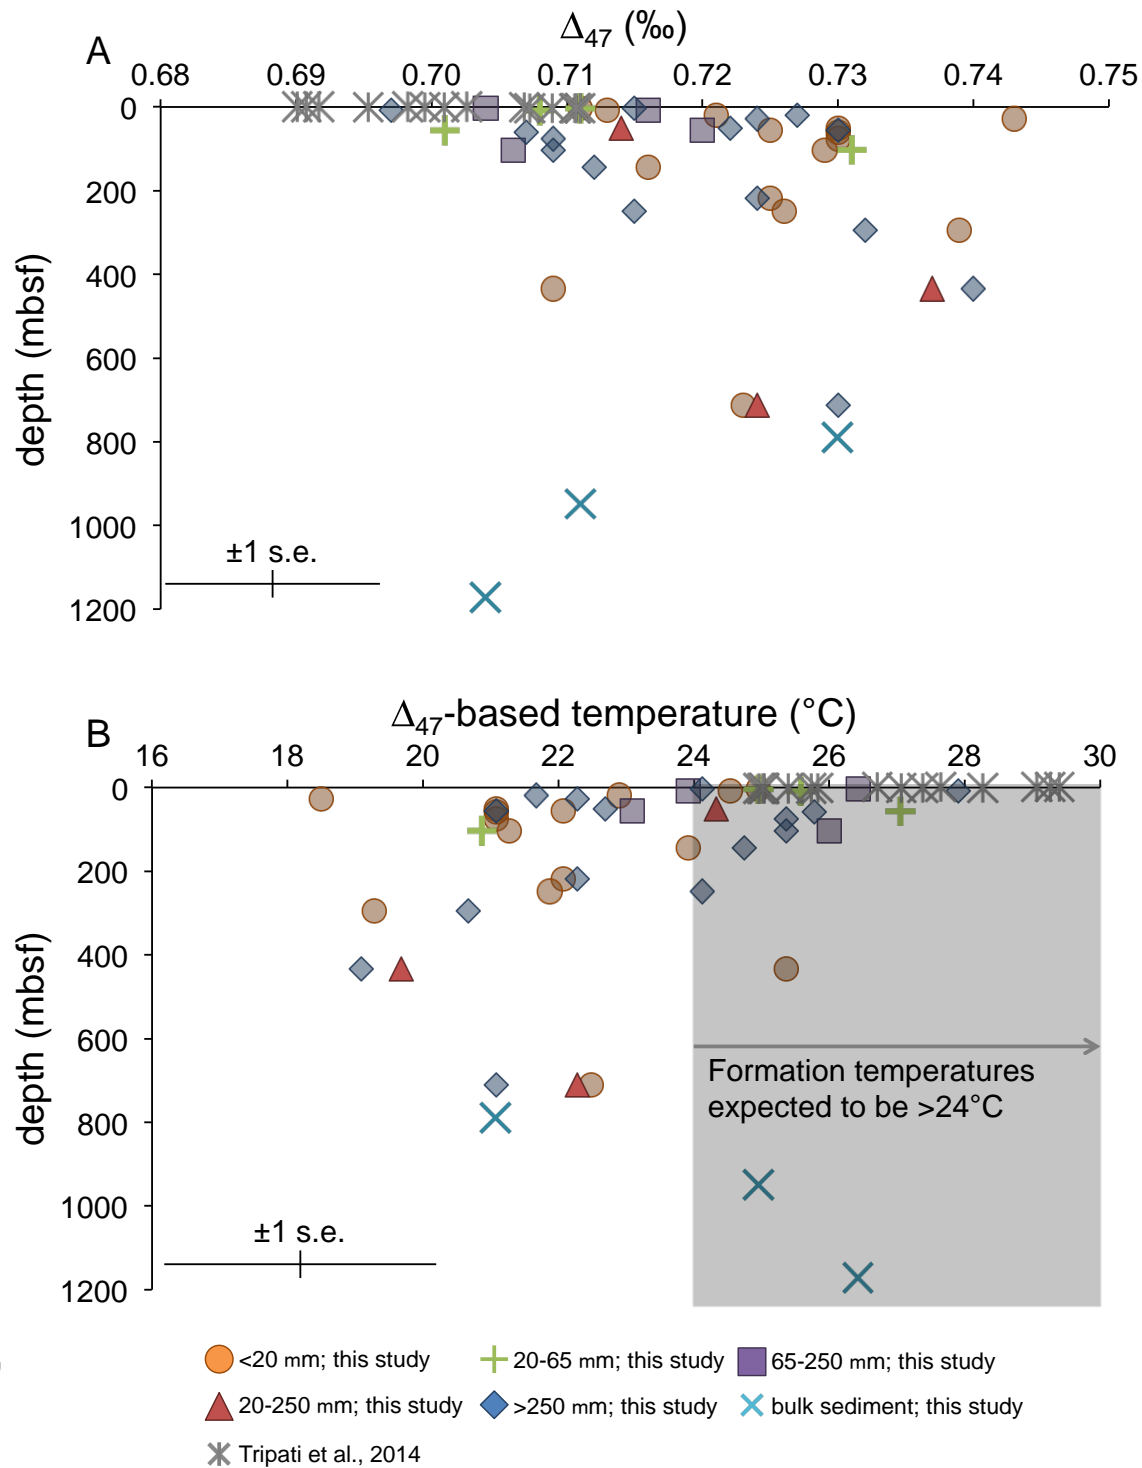 A
Δ47 (‰)
0.68 0.69 0.70 0.71 0.72 0.73 0.74 0.75
0
200
400
600
800
1000
1200
depth (mbsf)
±1 s.e.
B
Δ47-based temperature (°C)
16 18 20 22 24 26 28 30
0
200
400
600
800
1000
1200
depth (mbsf)
Formation temperatures
expected to be >24°C
±1 s.e.
<20 mm; this study 20-65 mm; this study 65-250 mm; this study
20-250 mm; this study >250 mm; this study bulk sediment; this study
Tripati et al., 2014